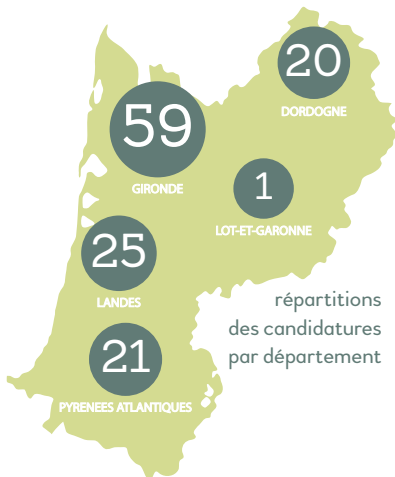 20
DORDOGNE
59
GIRONDE
1
LOT-ET-GARONNE
25
LANDES
répartitions
des candidatures
par département
21
PYRENEES ATLANTIQUES